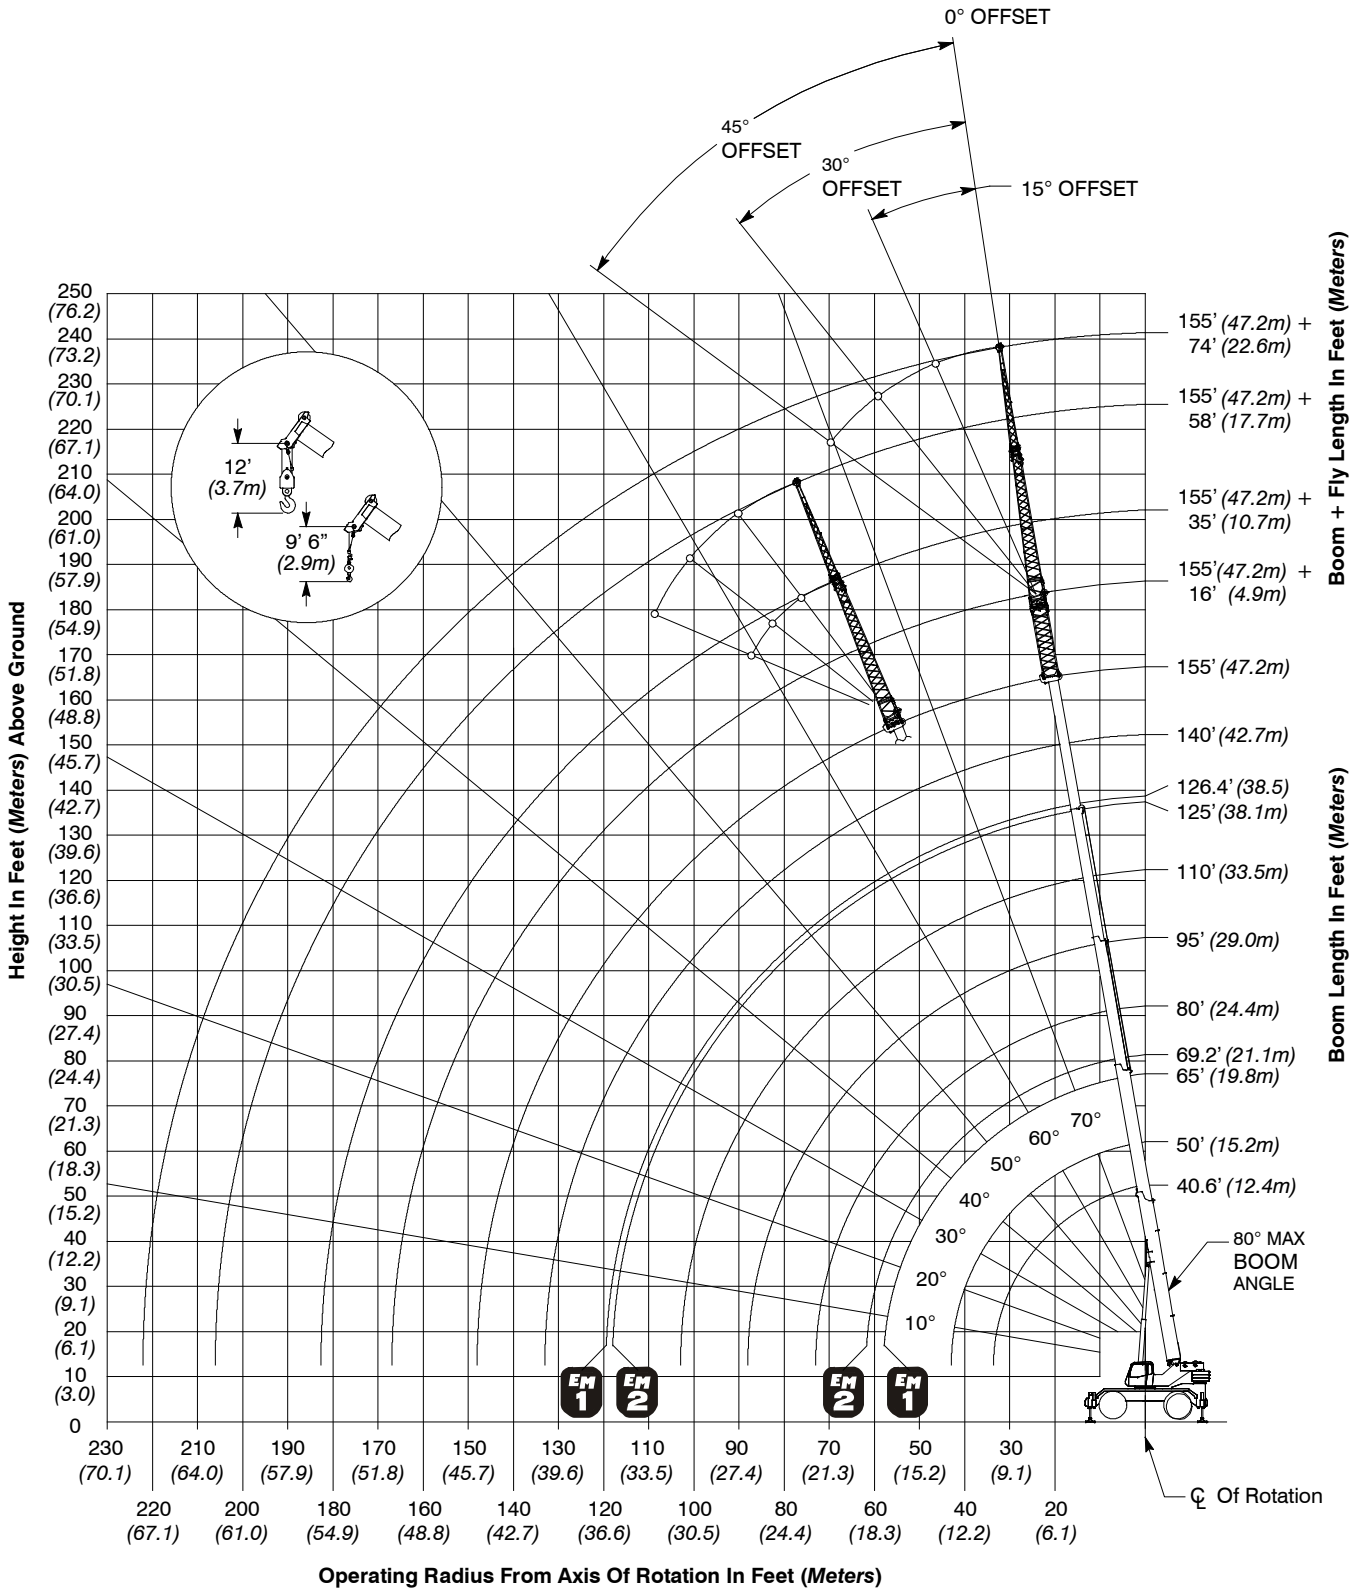 0° OFFSET
45°
OFFSET
30°
OFFSET
15° OFFSET
250
(76.2)
240
(73.2)
230
(70.1)
220
(67.1)
210
(64.0)
200
(61.0)
190
(57.9)
180
(54.9)
170
(51.8)
160
(48.8)
150
(45.7)
140
(42.7)
130
(39.6)
120
(36.6)
110
(33.5)
100
(30.5)
90
(27.4)
80
(24.4)
70
(21.3)
60
(18.3)
50
(15.2)
40
(12.2)
30
(9.1)
20
(6.1)
10
(3.0)
0
Height In Feet (Meters) Above Ground
12’
(3.7m)
9’ 6”
(2.9m)
155’ (47.2m) +
74’ (22.6m)
155’ (47.2m) +
58’ (17.7m)
155’ (47.2m) +
35’ (10.7m)
155’(47.2m) +
16’ (4.9m)
155’ (47.2m)
140’ (42.7m)
126.4’ (38.5)
125’ (38.1m)
110’ (33.5m)
95’ (29.0m)
80’ (24.4m)
69.2’ (21.1m)
65’ (19.8m)
50’ (15.2m)
40.6’ (12.4m)
Boom + Fly Length In Feet (Meters)
Boom Length In Feet (Meters)
70°
60°
50°
40°
30°
20°
10°
80° MAX
BOOM
ANGLE
EM
1
EM
2
EM
2
EM
1
230 210 190 170 150 130 110 90 70 50 30
(70.1) (64.0) (57.9) (51.8) (45.7) (39.6) (33.5) (27.4) (21.3) (15.2) (9.1)
℄ Of Rotation
220 200 180 160 140 120 100 80 60 40 20
(67.1) (61.0) (54.9) (48.8) (42.7) (36.6) (30.5) (24.4) (18.3) (12.2) (6.1)
Operating Radius From Axis Of Rotation In Feet (Meters)